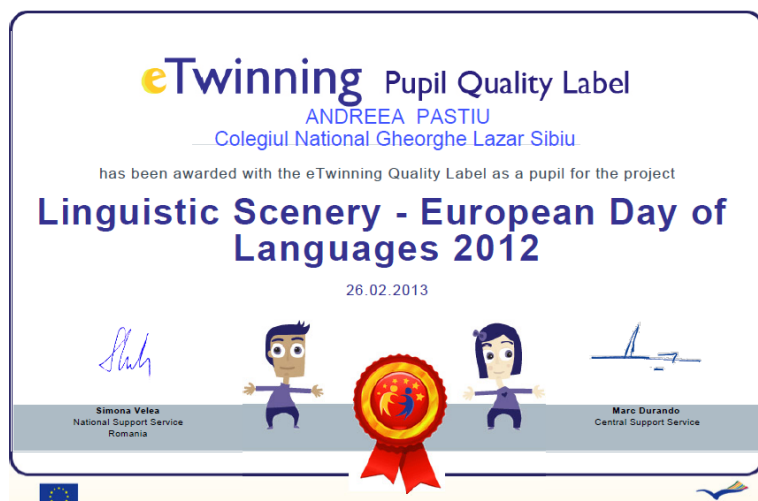 eTwinning Pupil Quality Label
ANDREEA PASTIU
Colegiul National Gheorghe Lazar Sibiu
has been awarded with the eTwinning Quality Label as a pupil for the project
Linguistic Scenery - European Day of
Languages 2012
26.02.2013
Simona Velea
National Support Service
Romania
Marc Durando
Central Support Service